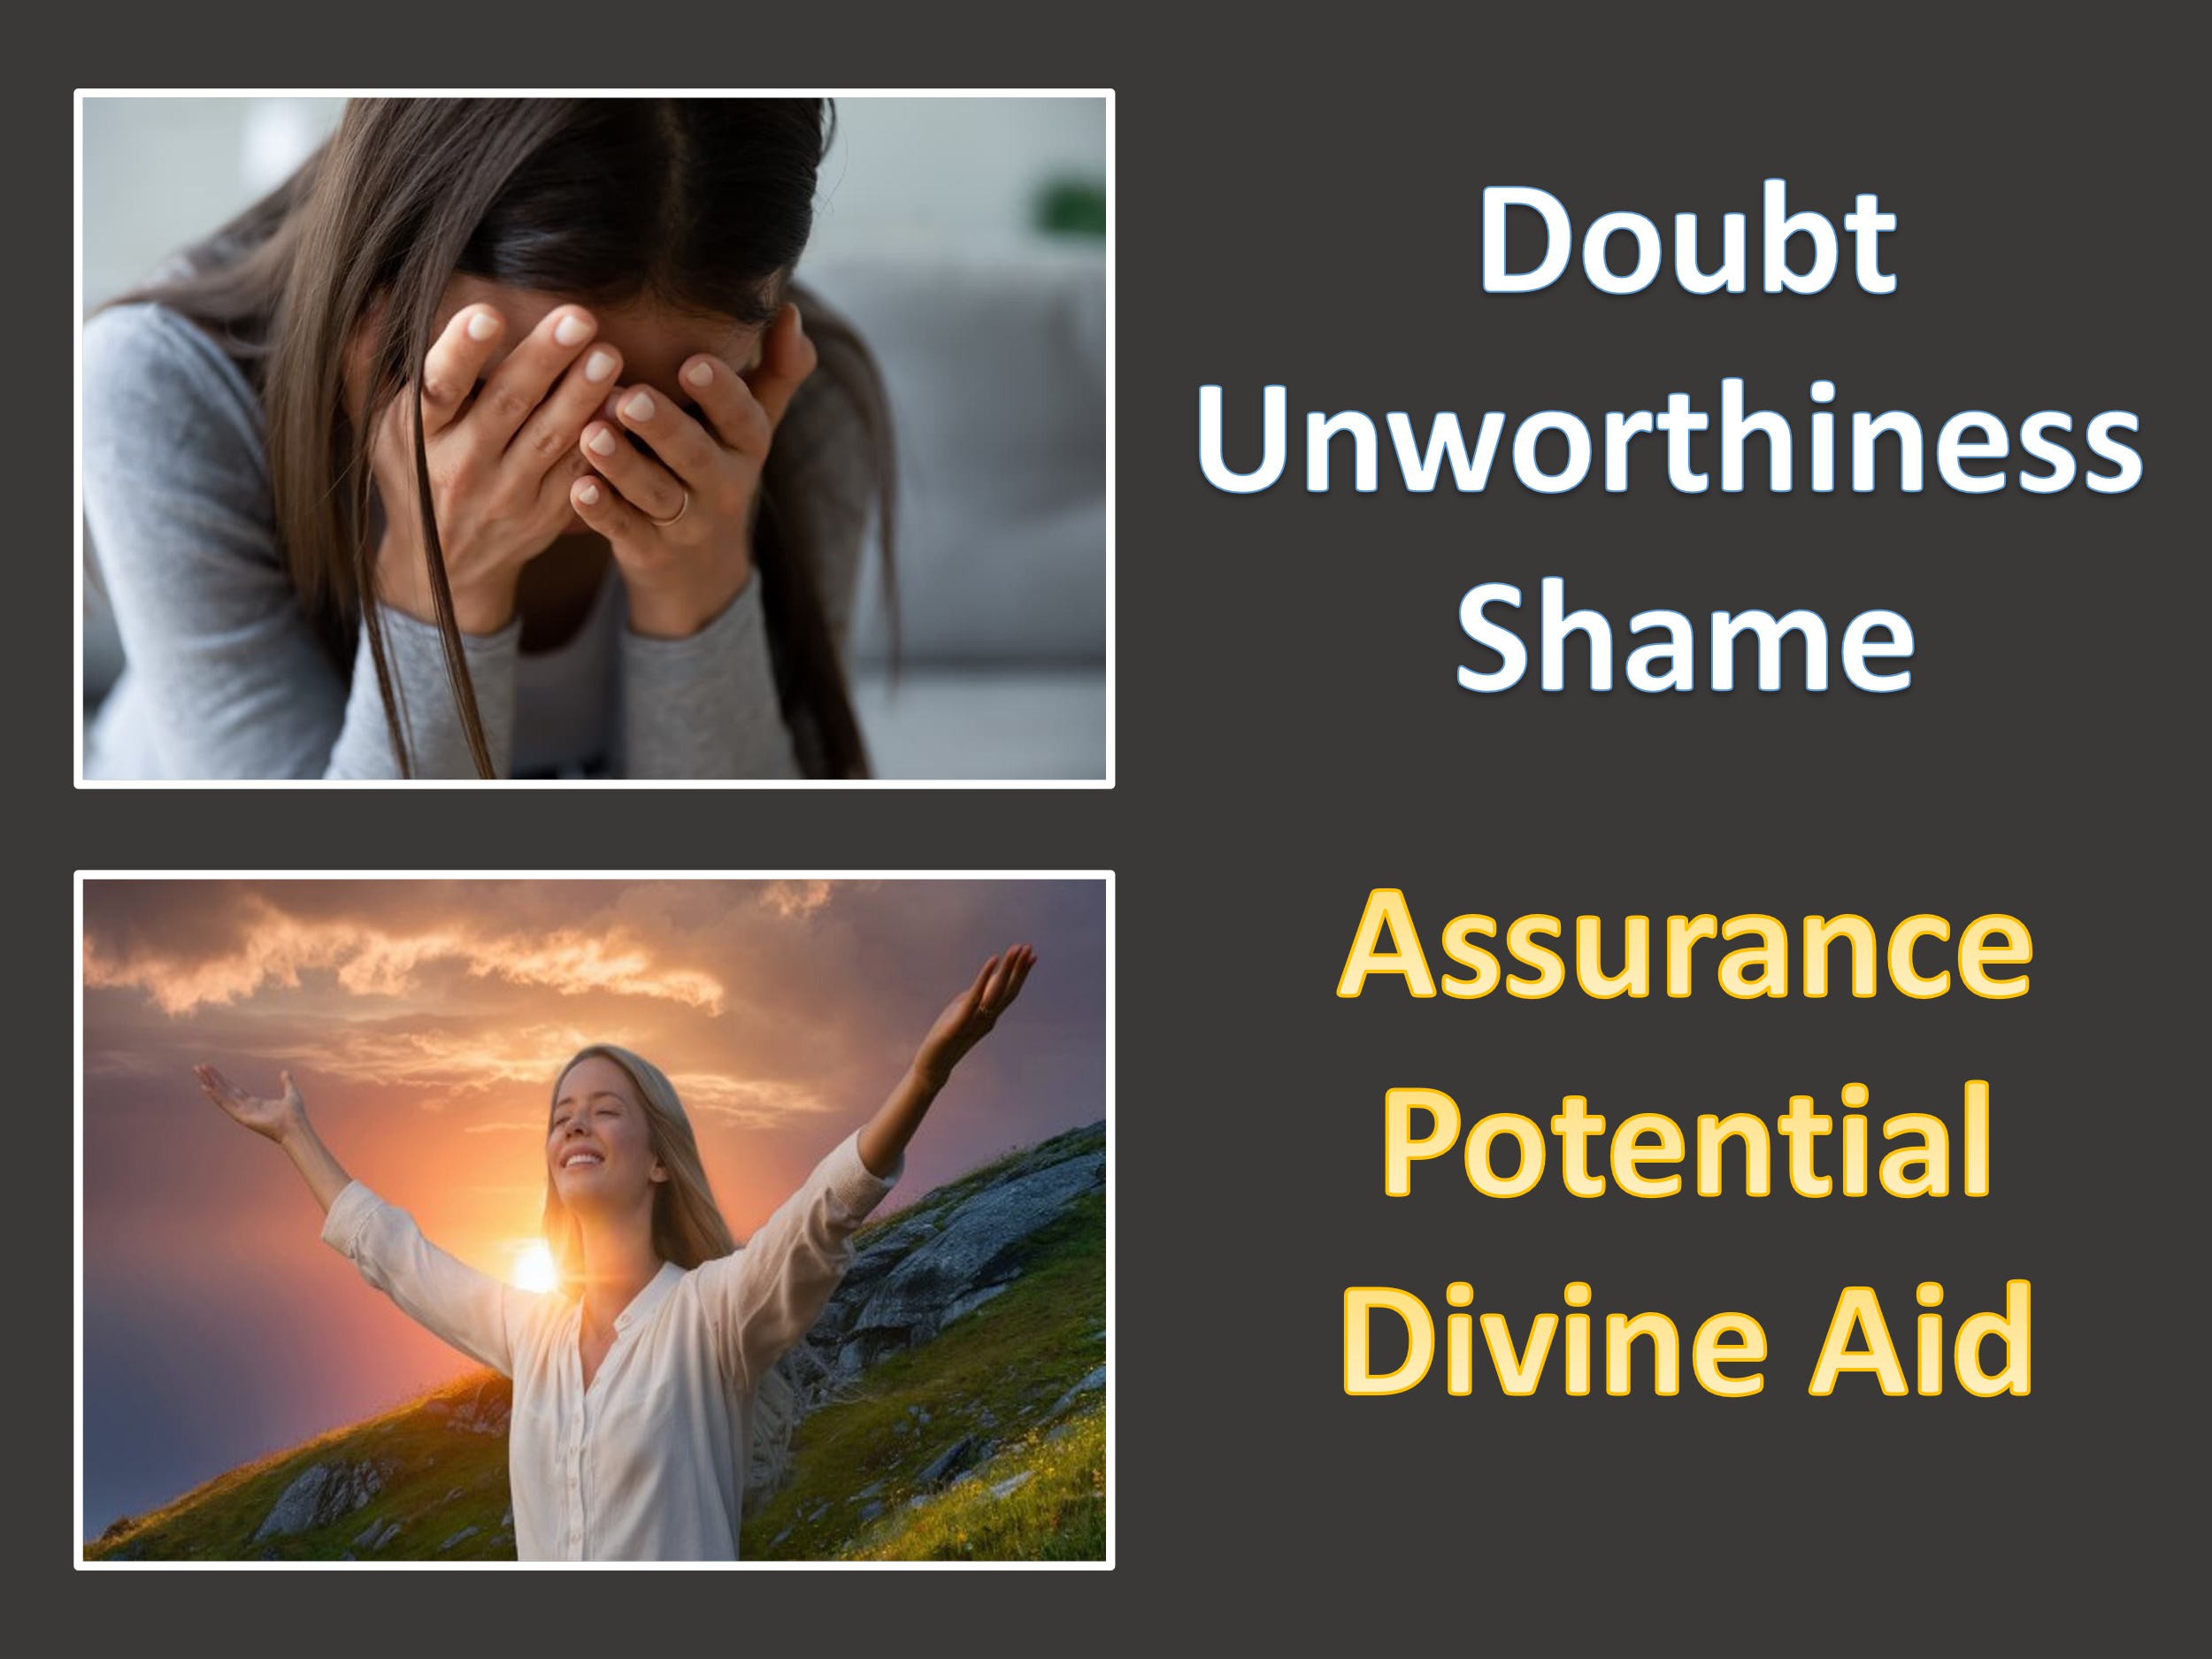 Doubt
Unworthiness
Shame
Assurance
Potential
Divine Aid